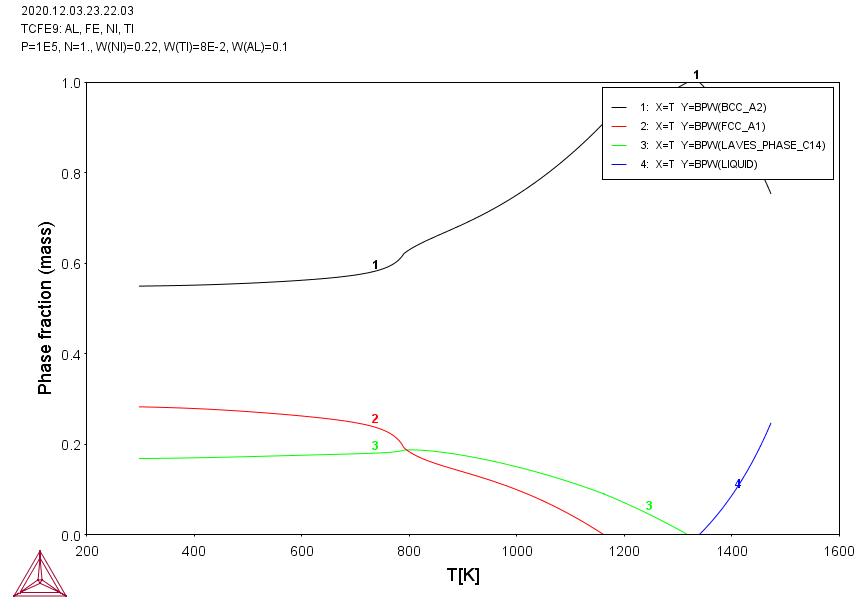 2020.12.03.23.22.03
TCFE9: AL, FE, NI, TI
P=1E5, N=1., W(NI)=0.22, W(TI)=8E-2, W(AL)=0.1
1
1.0
1: X=T Y=BPW(BCC_A2)
2: X=T Y=BPW(FCC_A1)
3: X=T Y=BPW(LAVES_PHASE_C14)
4: X=T Y=BPW(LIQUID)
0.8
0.6
1
0.4
2
0.2
3
4
3
0.0
Phase fraction (mass)
200 400 600 800 1000 1200 1400 1600
T[K]